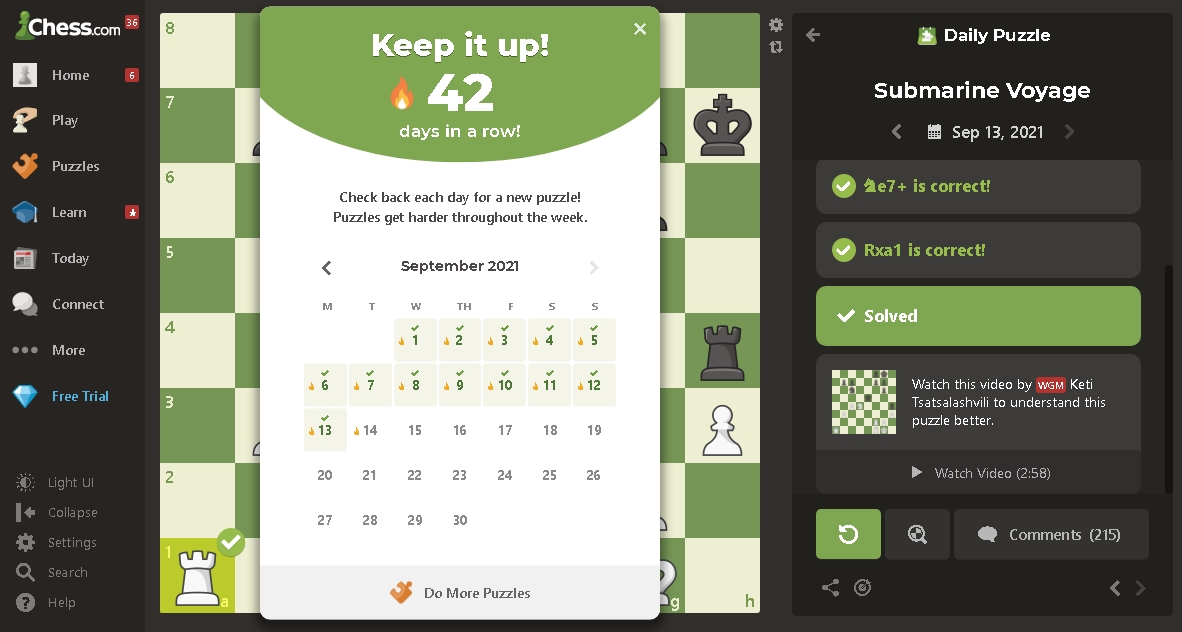 Chess.com
36
Home
6
Play
Puzzles
Learn
Today
Connect
More
Free Trial
Light UI
Collapse
Settings
Search
Help
8
7
6
5
4
3
2
1
a
g
h
Keep it up!
42
days in a row!
Check back each day for a new puzzle!
Puzzles get harder throughout the week.
September 2021
M T W TH F S S
1 2 3 4 5
6 7 8 9 10 11 12
13 14 15 16 17 18 19
20 21 22 23 24 25 26
27 28 29 30
Do More Puzzles
Daily Puzzle
Submarine Voyage
Sep 13, 2021
♞e7+ is correct!
Rxa1 is correct!
Solved
Watch this video by WGM Keti
Tsatsalashvili to understand this
puzzle better.
Watch Video (2:58)
Comments (215)